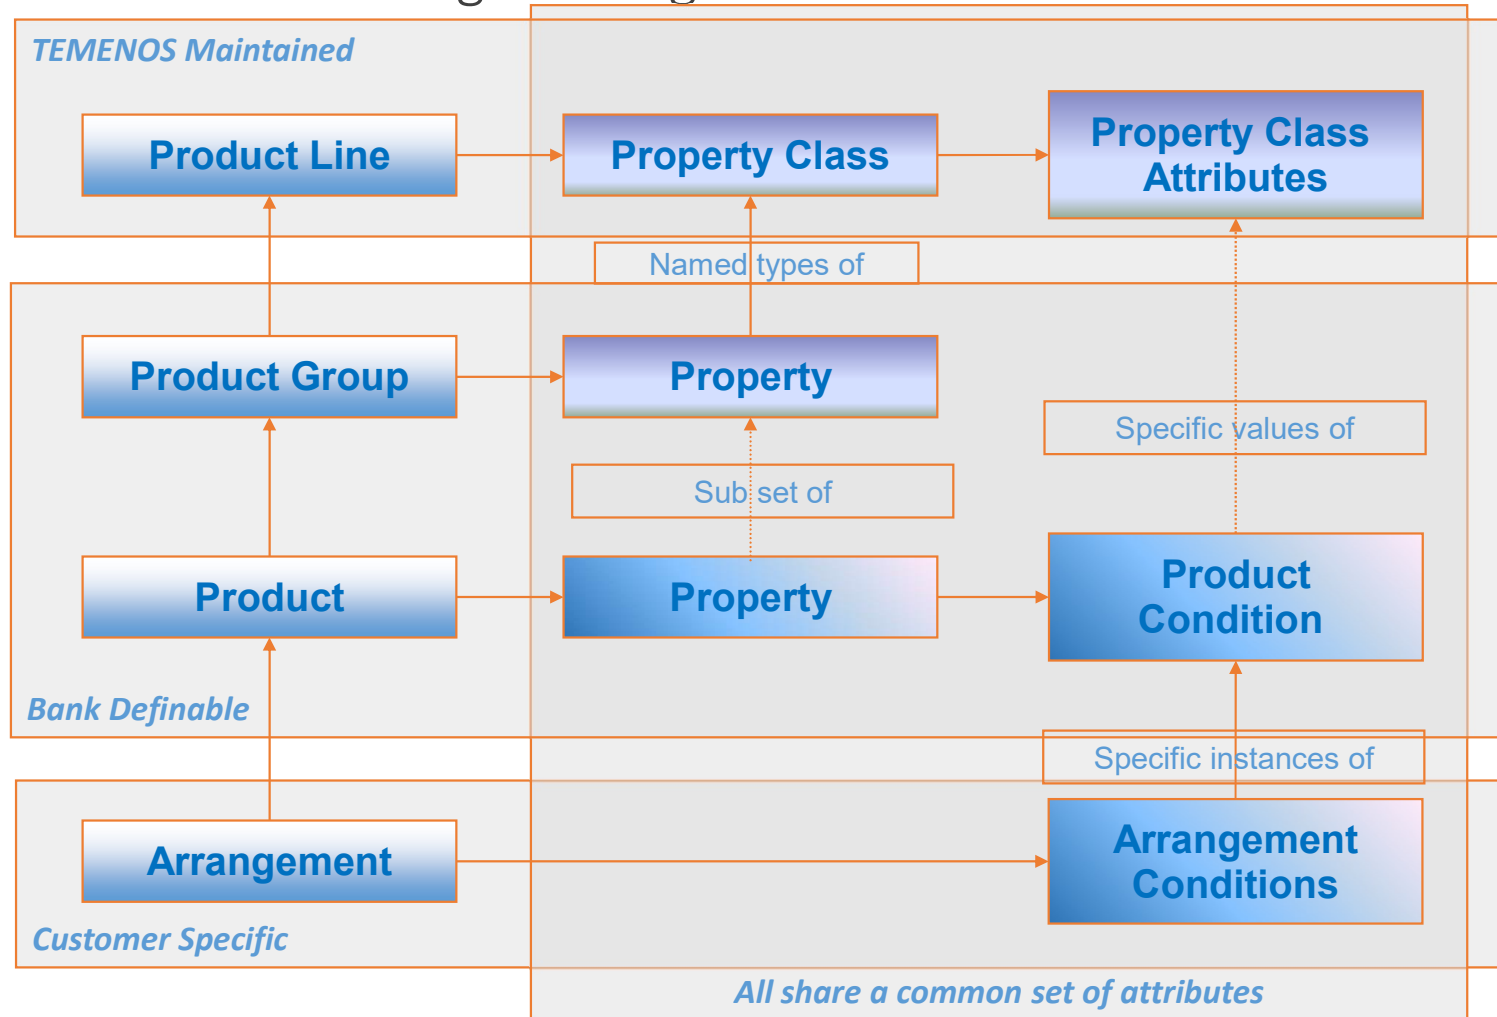 TEMENOS Maintained
Product Line
Property Class
Property Class
Attributes
Named types of
Product Group
Property
Specific values of
Sub set of
Product
Property
Product
Condition
Bank Definable
Specific instances of
Arrangement
Arrangement
Conditions
Customer Specific
All share a common set of attributes